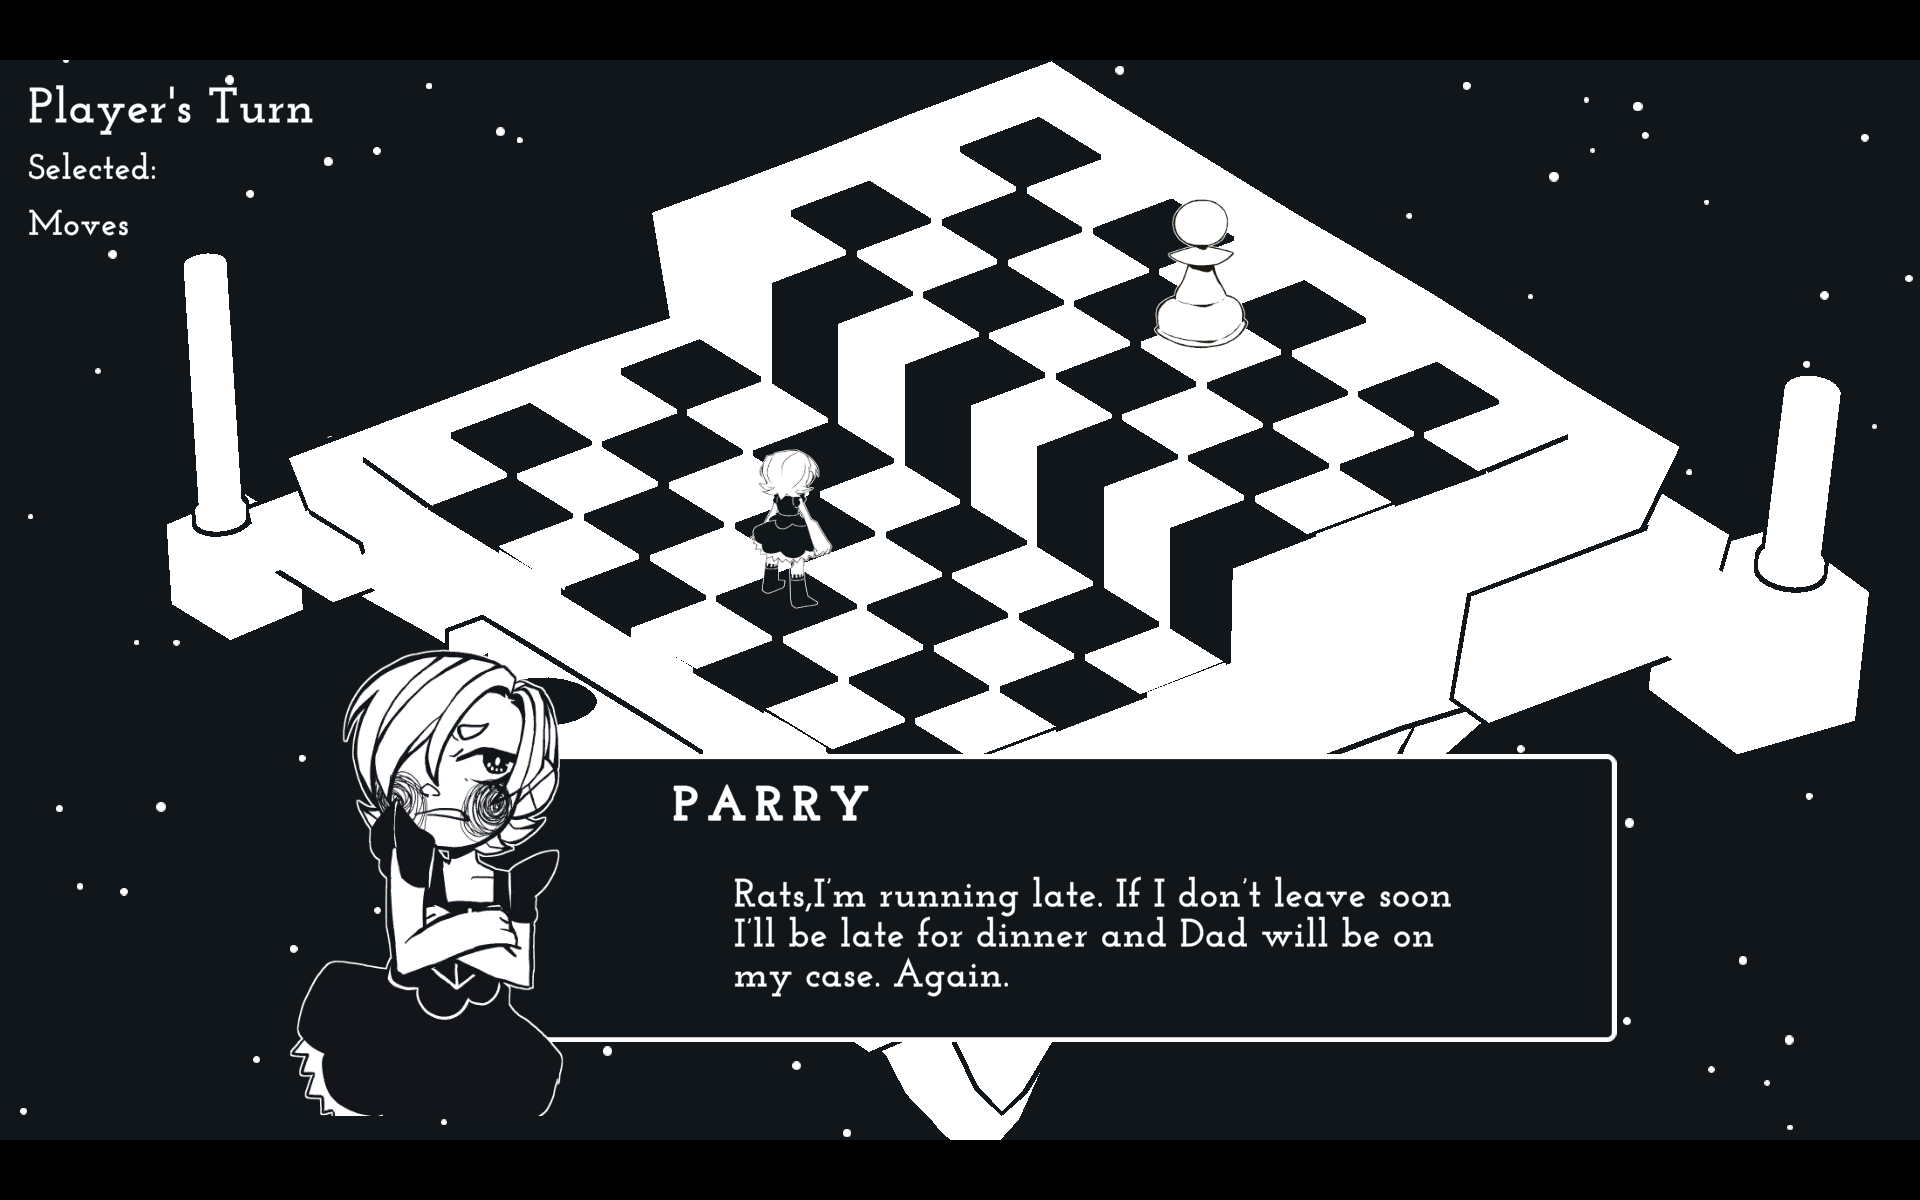 Player's Turn
Selected:
Moves
PARRY
Rats,I'm running late. If I don't leave soon
I'll be late for dinner and Dad will be on
my case. Again.